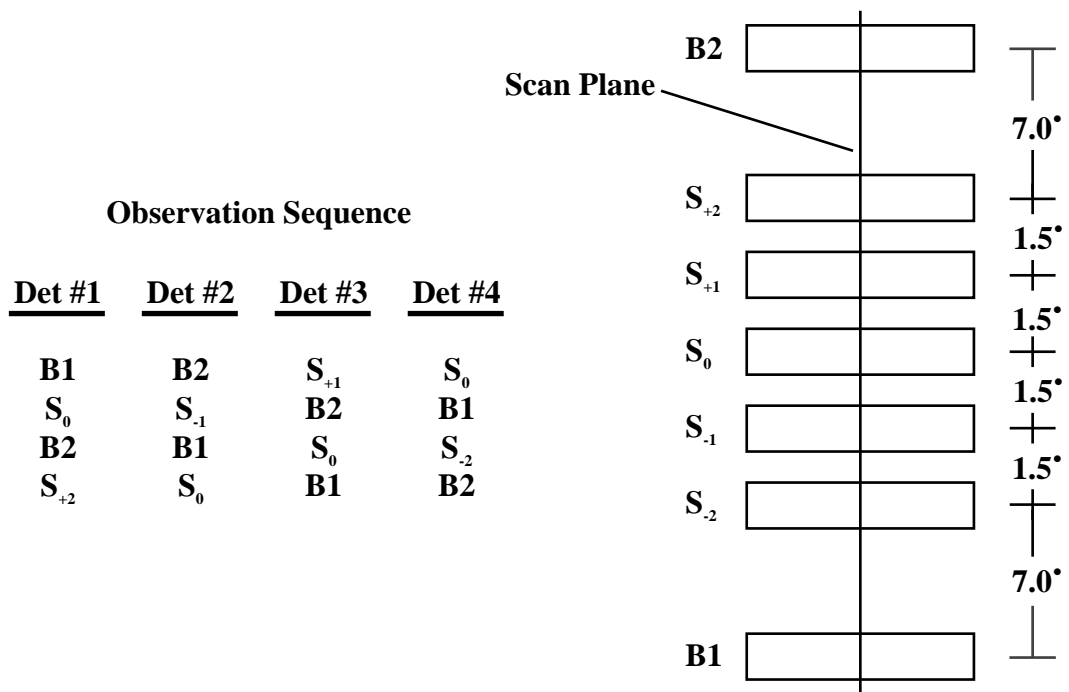 Observation Sequence
Det #1 Det #2 Det #3 Det #4
B1 B2 S₊₁ S₀
S₀ S₋₁ B2 B1
B2 B1 S₀ S₋₂
S₊₂ S₀ B1 B2
Scan Plane
B2
7.0•
S₊₂
1.5•
S₊₁
1.5•
S₀
1.5•
S₋₁
1.5•
S₋₂
7.0•
B1